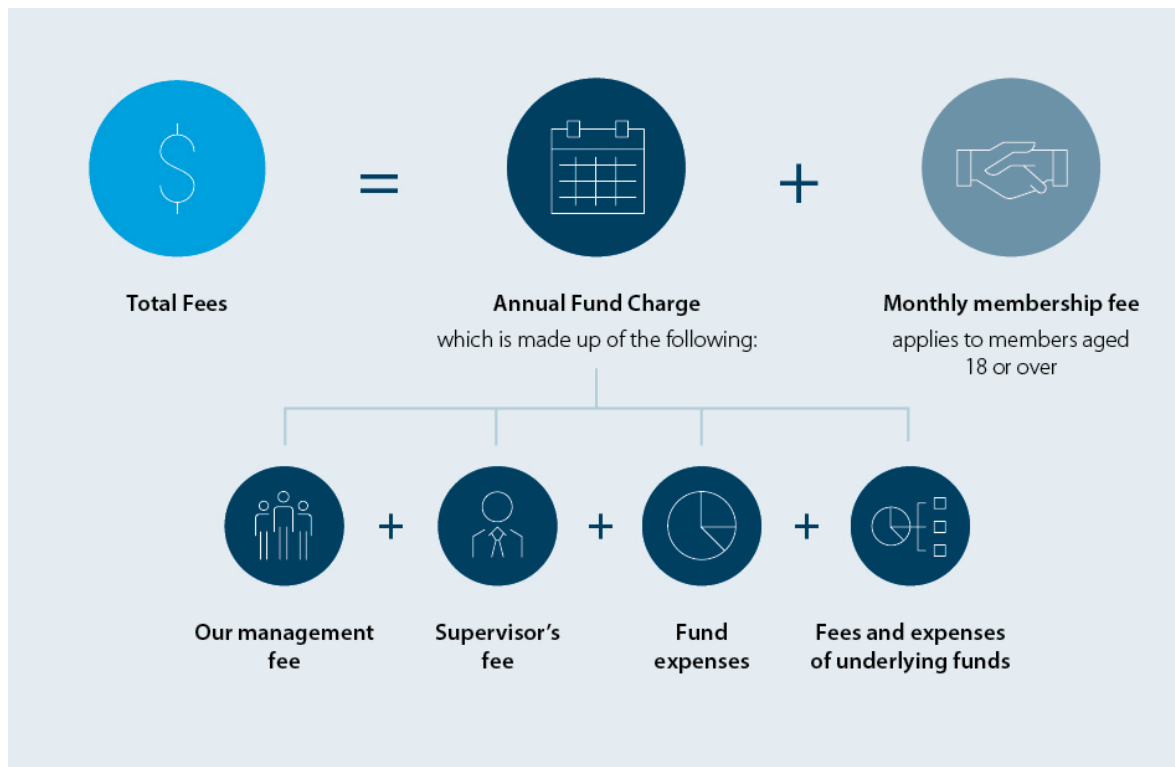 $
=
+
Total Fees
Annual Fund Charge
which is made up of the following:
Monthly membership fee
applies to members aged
18 or over
+
+
+
Our management
fee
Supervisor’s
fee
Fund
expenses
Fees and expenses
of underlying funds